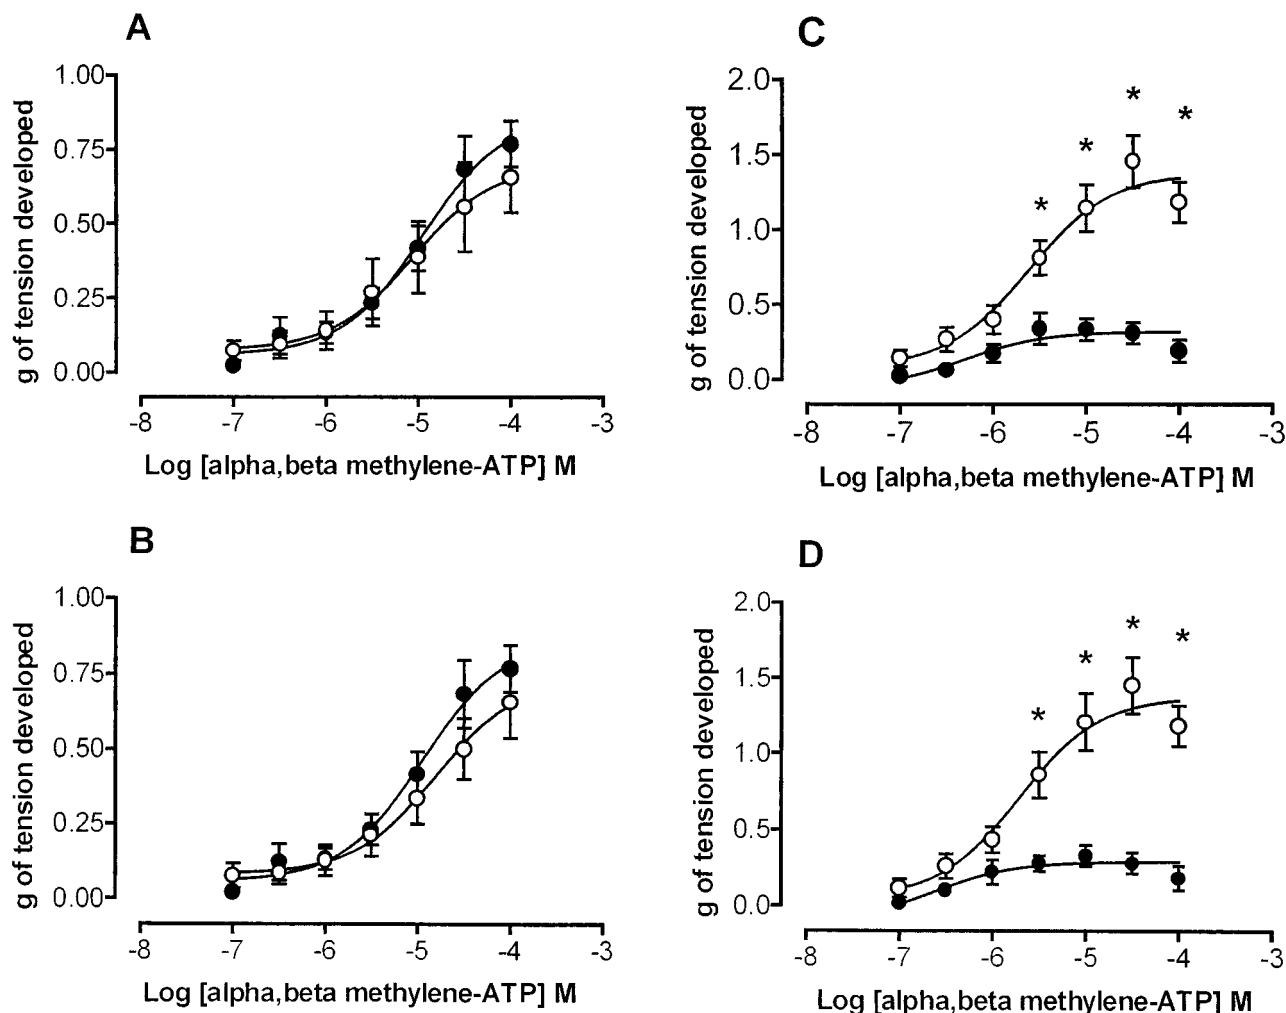 A
g of tension developed
1.00
0.75
0.50
0.25
0.00
-8 -7 -6 -5 -4 -3
Log [alpha,beta methylene-ATP] M
C
g of tension developed
2.0
1.5
1.0
0.5
0.0
* * * *
-8 -7 -6 -5 -4 -3
Log [alpha,beta methylene-ATP] M
B
g of tension developed
1.00
0.75
0.50
0.25
0.00
-8 -7 -6 -5 -4 -3
Log [alpha,beta methylene-ATP] M
D
g of tension developed
2.0
1.5
1.0
0.5
0.0
* * * *
-8 -7 -6 -5 -4 -3
Log [alpha,beta methylene-ATP] M